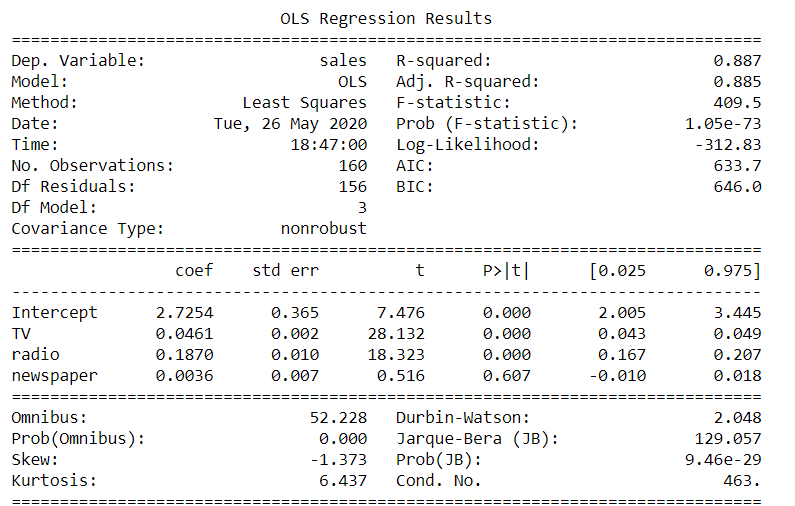 OLS Regression Results
==============================================================================
Dep. Variable:                  sales   R-squared:                       0.887
Model:                            OLS   Adj. R-squared:                  0.885
Method:                 Least Squares   F-statistic:                     409.5
Date:                Tue, 26 May 2020   Prob (F-statistic):           1.05e-73
Time:                        18:47:00   Log-Likelihood:                -312.83
No. Observations:                 160   AIC:                             633.7
Df Residuals:                     156   BIC:                             646.0
Df Model:                           3
Covariance Type:            nonrobust
==============================================================================
                 coef    std err          t      P>|t|      [0.025      0.975]
------------------------------------------------------------------------------
Intercept      2.7254      0.365      7.476      0.000       2.005       3.445
TV             0.0461      0.002     28.132      0.000       0.043       0.049
radio          0.1870      0.010     18.323      0.000       0.167       0.207
newspaper      0.0036      0.007      0.516      0.607      -0.010       0.018
==============================================================================
Omnibus:                       52.228   Durbin-Watson:                   2.048
Prob(Omnibus):                  0.000   Jarque-Bera (JB):              129.057
Skew:                          -1.373   Prob(JB):                     9.46e-29
Kurtosis:                       6.437   Cond. No.                         463.
==============================================================================